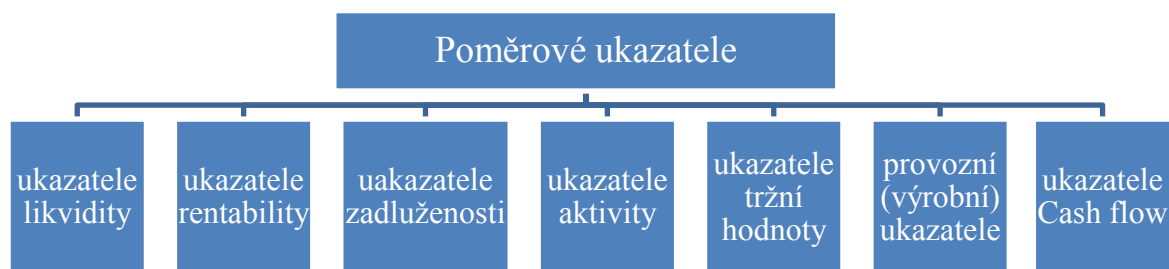 Poměrové ukazatele
ukazatele
likvidity
ukazatele
rentability
uakazatele
zadluženosti
ukazatele
aktivity
ukazatele
tržní
hodnoty
provozní
(výrobní)
ukazatele
ukazatele
Cash flow